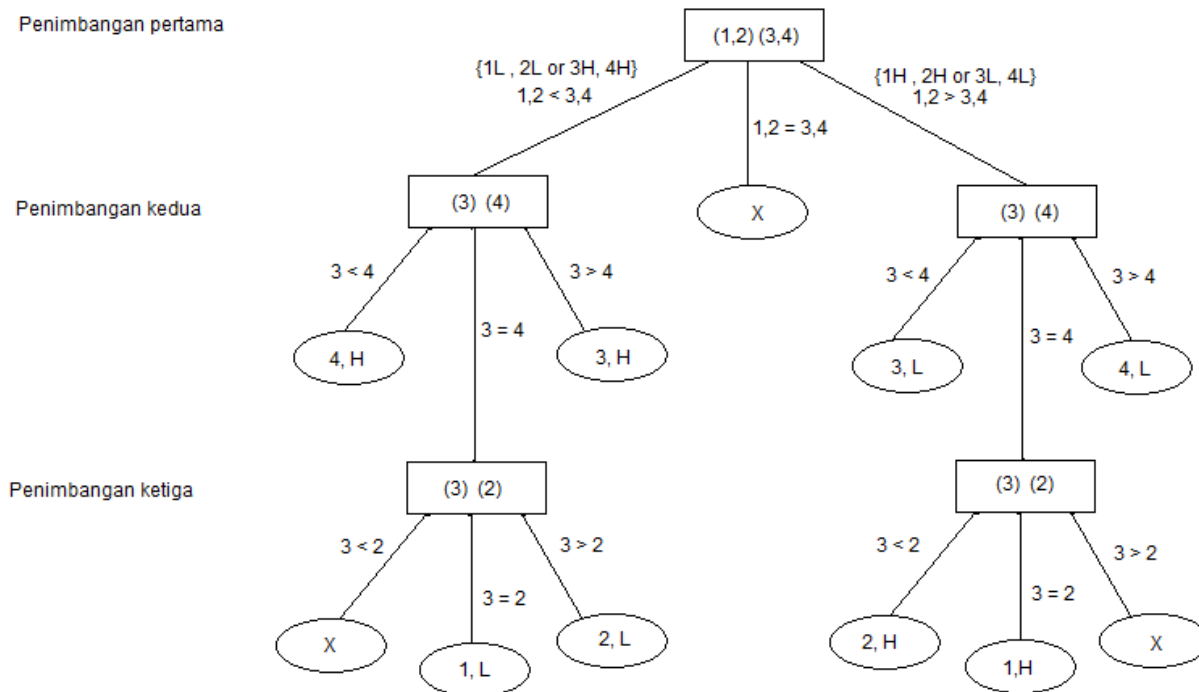 Penimbangan pertama
(1,2) (3,4)
{1L , 2L or 3H, 4H}
1,2 < 3,4
1,2 = 3,4
{1H , 2H or 3L, 4L}
1,2 > 3,4
Penimbangan kedua
(3) (4)
X
(3) (4)
3 < 4
3 = 4
3 > 4
3 < 4
3 = 4
3 > 4
4, H
3, H
3, L
4, L
Penimbangan ketiga
(3) (2)
(3) (2)
3 < 2
3 = 2
3 > 2
3 < 2
3 = 2
3 > 2
X
1, L
2, L
2, H
1,H
X